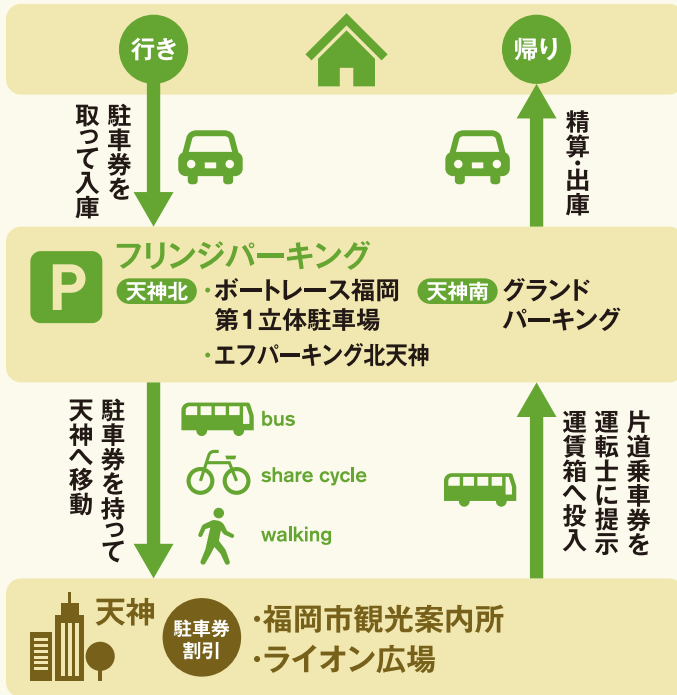 行き
帰り
駐車券を
取って入庫
精算・出庫
P
フリンジパーキング
天神北
・ボートレース福岡
第1立体駐車場
・エフパーキング北天神
天神南
グランド
パーキング
駐車券を持って
天神へ移動
bus
share cycle
walking
片道乗車券を
運転士に提示
運賃箱へ投入
天神
駐車券
割引
・福岡市観光案内所
・ライオン広場